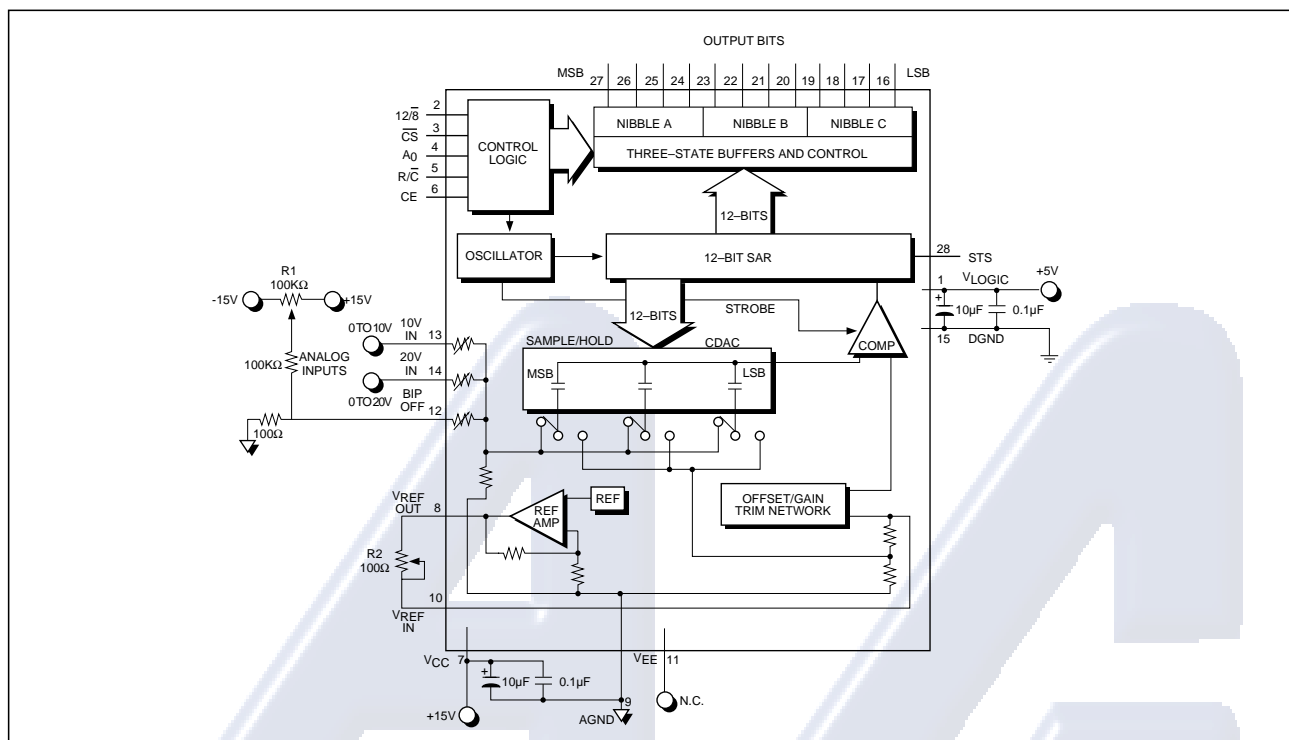 OUTPUT BITS
MSB
LSB
27
26
25
24
23
22
21
20
19
18
17
16
2
12/8̅
3
C̅S̅
4
A0
5
R/C̅
6
CE
CONTROL
LOGIC
NIBBLE A
NIBBLE B
NIBBLE C
THREE–STATE BUFFERS AND CONTROL
12–BITS
OSCILLATOR
12–BIT SAR
28
STS
R1
100KΩ
-15V
+15V
1
VLOGIC
+5V
+
10µF
0.1µF
15
DGND
STROBE
12–BITS
COMP
0TO10V
10V
IN
13
SAMPLE/HOLD
CDAC
100KΩ
ANALOG
INPUTS
20V
IN
14
0TO20V
MSB
LSB
BIP
OFF
12
100Ω
VREF
OUT
8
REF
AMP
REF
OFFSET/GAIN
TRIM NETWORK
R2
100Ω
10
VREF
IN
VCC
7
+
10µF
0.1µF
VEE
11
+15V
9
AGND
N.C.